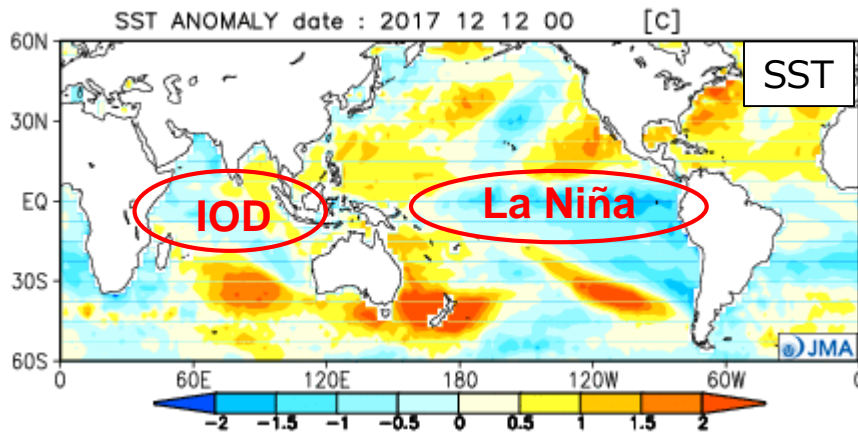 SST ANOMALY date : 2017 12 12 00 [C]
60N
SST
30N
EQ
IOD
La Niña
30S
60S
JMA
0 60E 120E 180 120W 60W 0
-2 -1.5 -1 -0.5 0 0.5 1 1.5 2